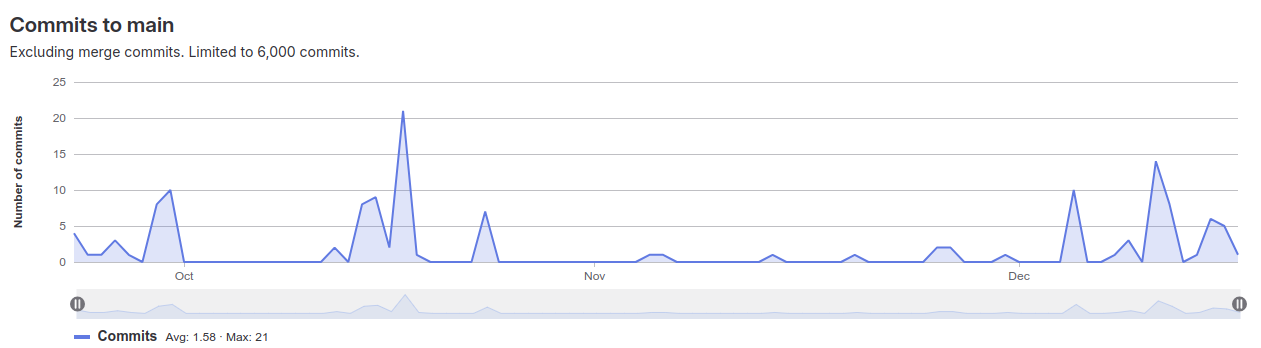 Commits to main
Excluding merge commits. Limited to 6,000 commits.
Number of commits
25
20
15
10
5
0
Oct Nov Dec
Commits Avg: 1.58 · Max: 21